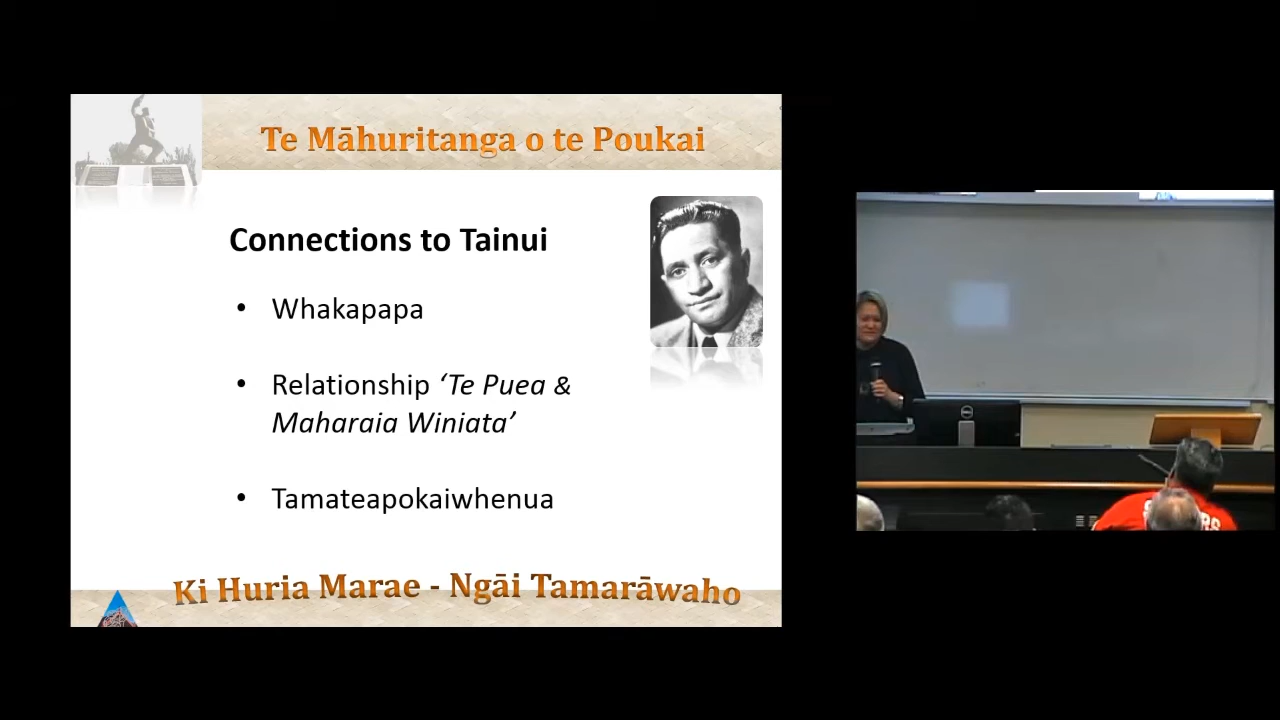 Te Māhuritanga o te Poukai
Connections to Tainui
• Whakapapa
• Relationship ‘Te Puea &
Maharaia Winiata’
• Tamateapokaiwhenua
Ki Huria Marae - Ngāi Tamarāwaho